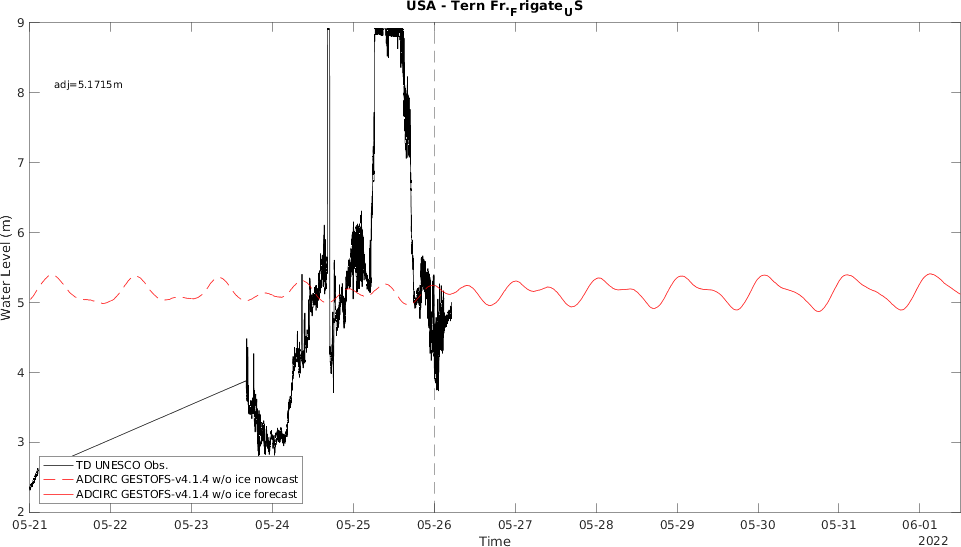 USA - Tern Fr.FrigateUS
adj=5.1715m
9
8
7
6
5
4
3
2
Water Level (m)
TD UNESCO Obs.
ADCIRC GESTOFS-v4.1.4 w/o ice nowcast
ADCIRC GESTOFS-v4.1.4 w/o ice forecast
05-21 05-22 05-23 05-24 05-25 05-26 05-27 05-28 05-29 05-30 05-31 06-01
Time
2022